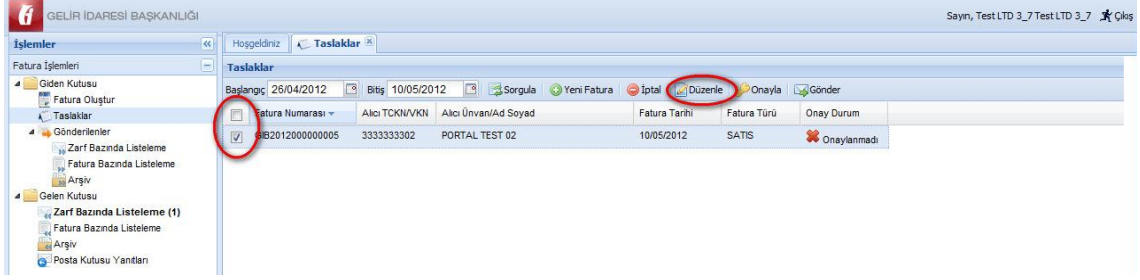 GELİR İDARESİ BAŞKANLIĞI
Sayın, Test LTD 3_7 Test LTD 3_7 Çıkış
İşlemler
Hoşgeldiniz Taslaklar
Fatura İşlemleri
Taslaklar
Giden Kutusu
Başlangıç 26/04/2012 Bitiş 10/05/2012 Sorgula Yeni Fatura İptal Düzenle Onayla Gönder
Fatura Oluştur
Fatura Numarası Alıcı TCKN/VKN Alıcı Ünvan/Ad Soyad Fatura Tarihi Fatura Türü Onay Durum
Taslaklar
GIB2012000000005 3333333302 PORTAL TEST 02 10/05/2012 SATIS Onaylanmadı
Gönderilenler
Zarf Bazında Listeleme
Fatura Bazında Listeleme
Arşiv
Gelen Kutusu
Zarf Bazında Listeleme (1)
Fatura Bazında Listeleme
Arşiv
Posta Kutusu Yanıtları